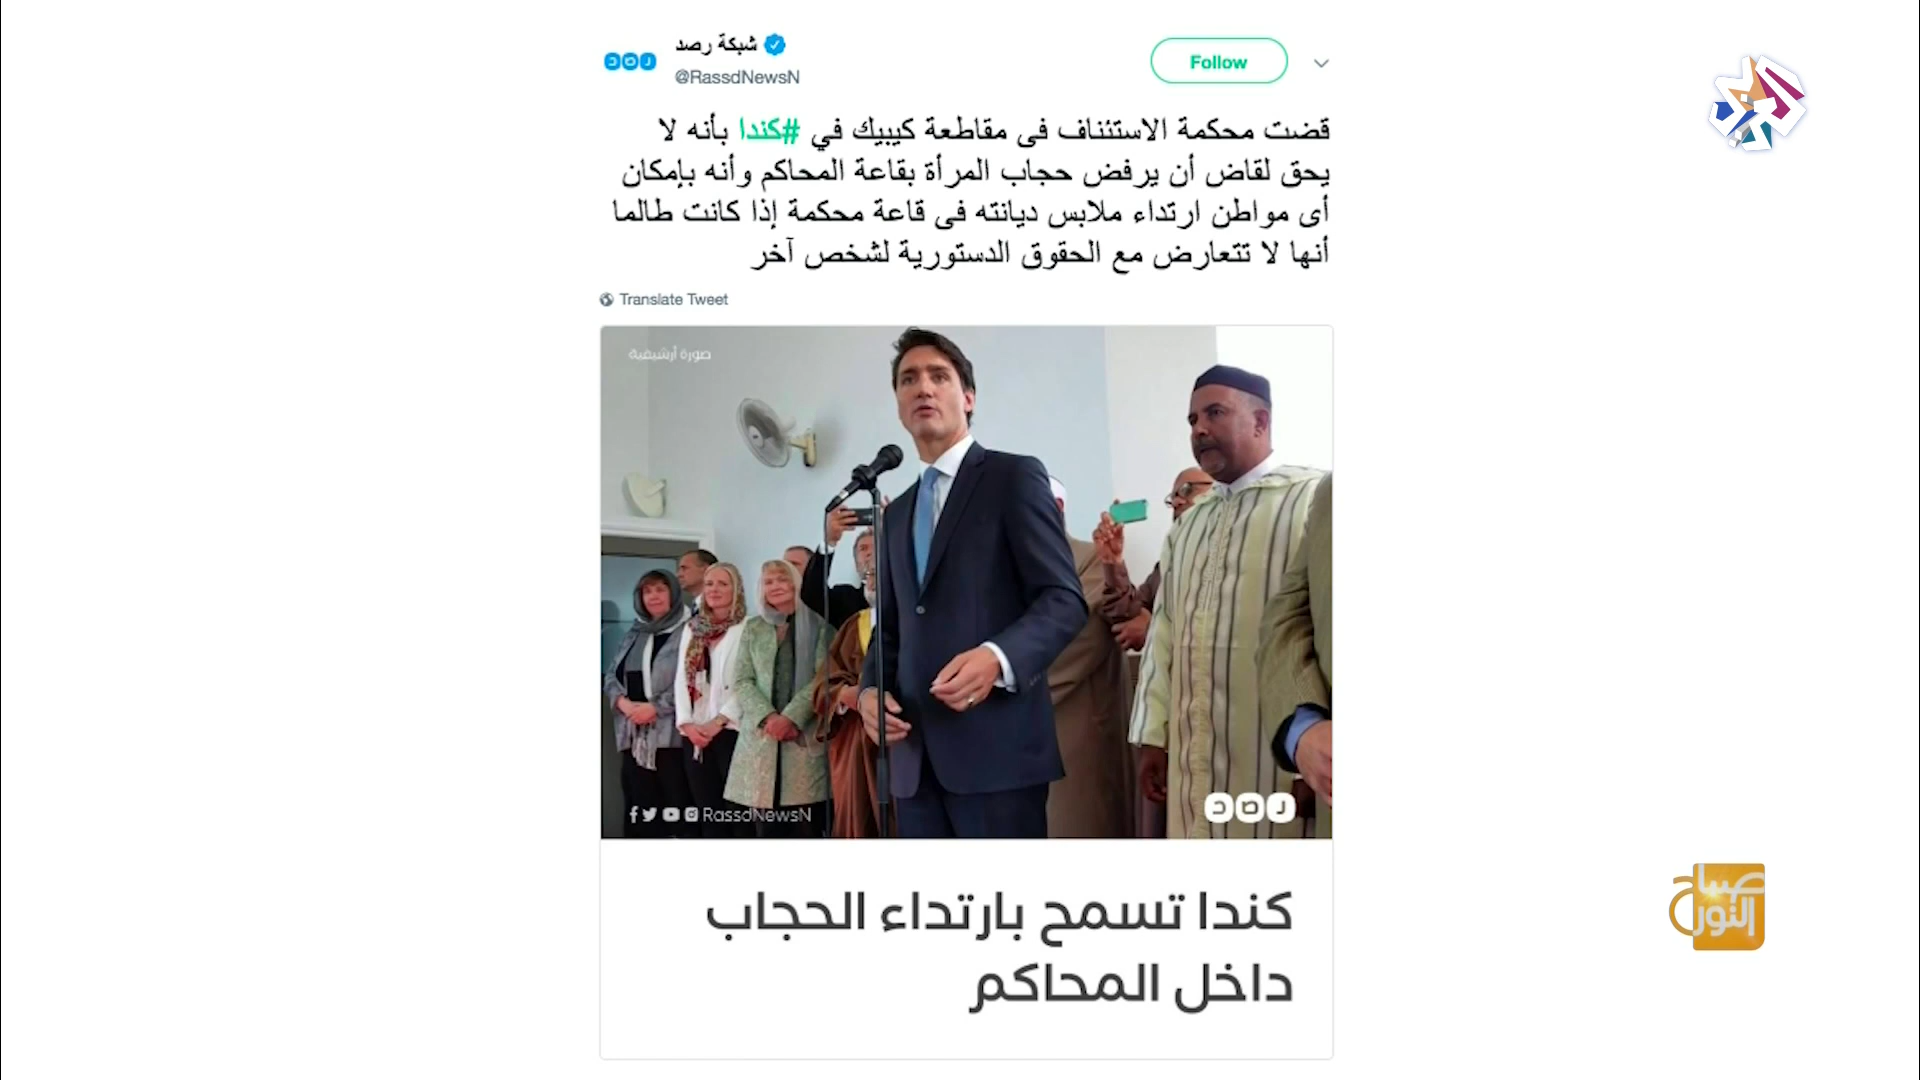 شبكة رصد
@RassdNewsN
Follow
قضت محكمة الاستئناف فى مقاطعة كيبيك في #كندا بأنه لا
يحق لقاض أن يرفض حجاب المرأة بقاعة المحاكم وأنه بإمكان
أى مواطن ارتداء ملابس ديانته فى قاعة محكمة إذا كانت طالما
أنها لا تتعارض مع الحقوق الدستورية لشخص آخر
Translate Tweet
صورة أرشيفية
RassdNewsN
رصد
كندا تسمح بارتداء الحجاب
داخل المحاكم
صباح
النور